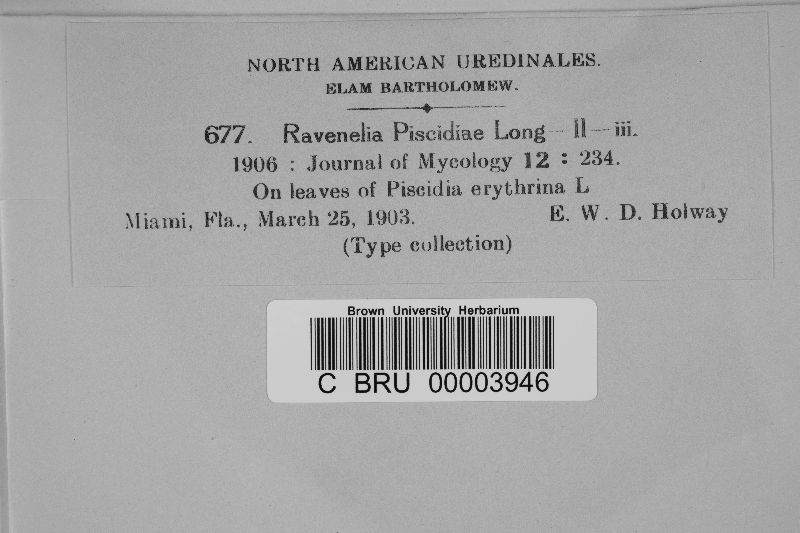 NORTH AMERICAN UREDINALES.
ELAM BARTHOLOMEW.
677. Ravenelia Piscidiae Long — II — iii.
1906 : Journal of Mycology 12 : 234.
On leaves of Piscidia erythrina L
Miami, Fla., March 25, 1903. E. W. D. Holway
(Type collection)
Brown University Herbarium
C BRU 00003946